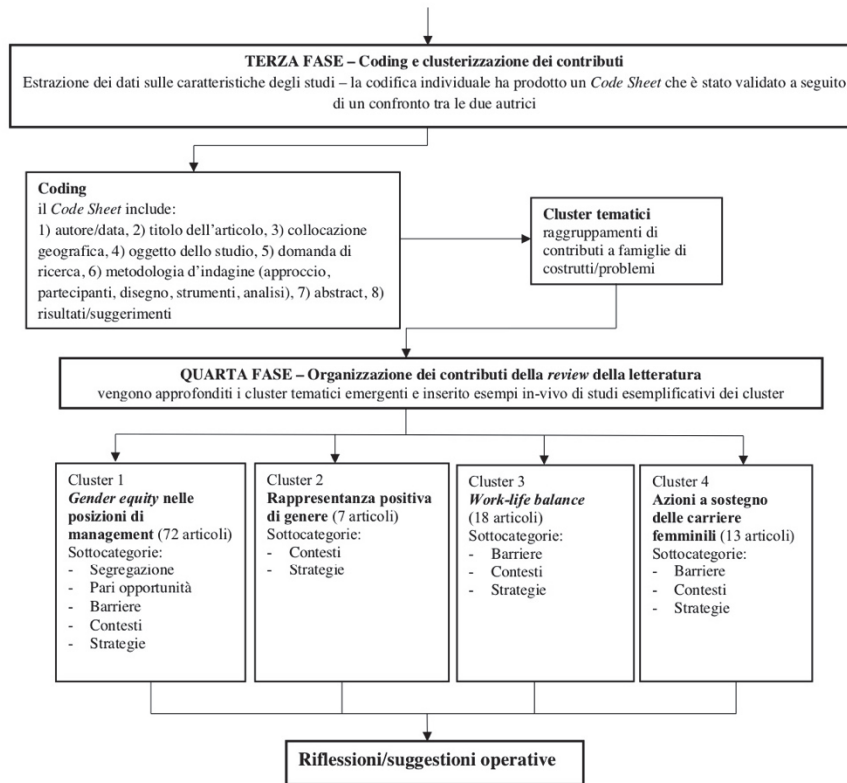 TERZA FASE – Coding e clusterizzazione dei contributi
Estrazione dei dati sulle caratteristiche degli studi – la codifica individuale ha prodotto un Code Sheet che è stato validato a seguito
di un confronto tra le due autrici
Coding
il Code Sheet include:
1) autore/data, 2) titolo dell'articolo, 3) collocazione
geografica, 4) oggetto dello studio, 5) domanda di
ricerca, 6) metodologia d'indagine (approccio,
partecipanti, disegno, strumenti, analisi), 7) abstract, 8)
risultati/suggerimenti
Cluster tematici
raggruppamenti di
contributi a famiglie di
costrutti/problemi
QUARTA FASE – Organizzazione dei contributi della review della letteratura
vengono approfonditi i cluster tematici emergenti e inserito esempi in-vivo di studi esemplificativi dei cluster
Cluster 1
Gender equity nelle
posizioni di
management (72 articoli)
Sottocategorie:
- Segregazione
- Pari opportunità
- Barriere
- Contesti
- Strategie
Cluster 2
Rappresentanza positiva
di genere (7 articoli)
Sottocategorie:
- Contesti
- Strategie
Cluster 3
Work-life balance
(18 articoli)
Sottocategorie:
- Barriere
- Contesti
- Strategie
Cluster 4
Azioni a sostegno
delle carriere
femminili (13 articoli)
Sottocategorie:
- Barriere
- Contesti
- Strategie
Riflessioni/suggestioni operative